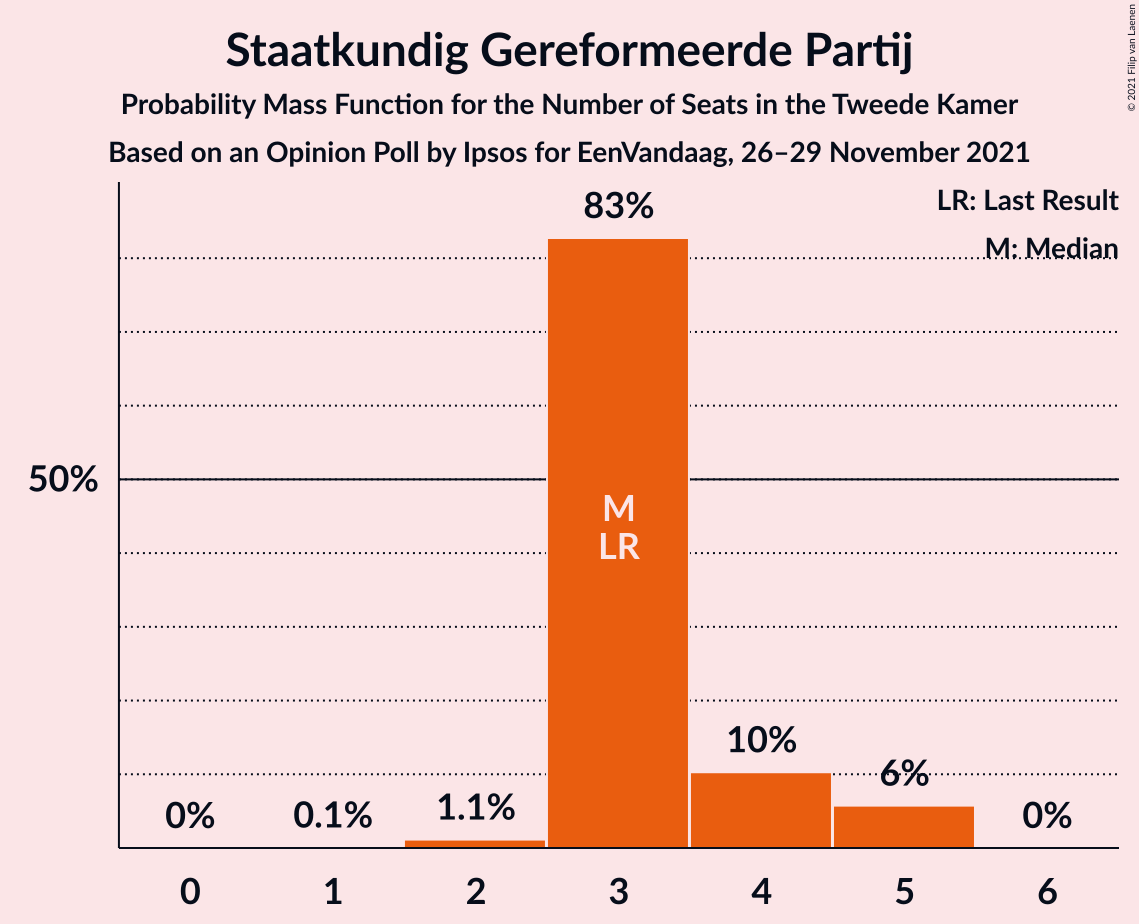 Staatkundig Gereformeerde Partij
Probability Mass Function for the Number of Seats in the Tweede Kamer
Based on an Opinion Poll by Ipsos for EenVandaag, 26–29 November 2021
© 2021 Filip van Laenen
LR: Last Result
M: Median
83%
50%
M
LR
10%
6%
1.1%
0%
0.1%
0%
0
1
2
3
4
5
6